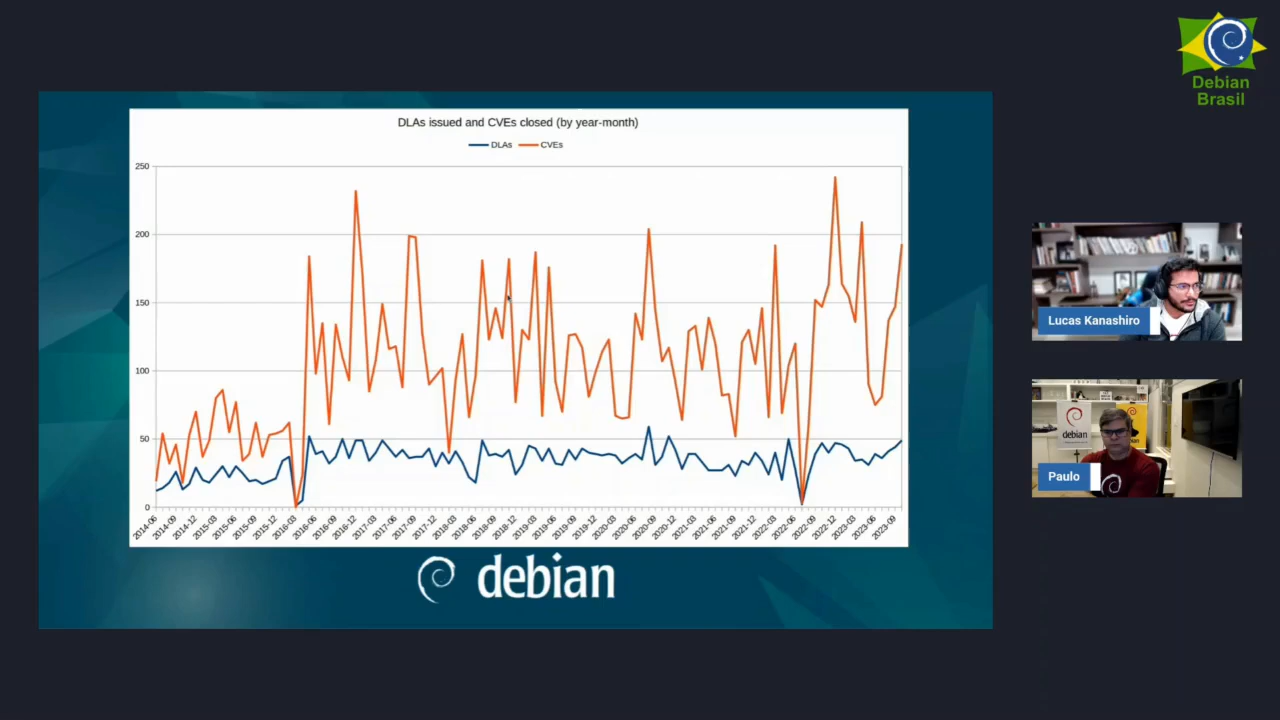 Debian
Brasil
DLAs issued and CVEs closed (by year-month)
DLAs CVEs
250
200
150
100
50
0
2014-06 2014-09 2014-12 2015-03 2015-06 2015-09 2015-12 2016-03 2016-06 2016-09 2016-12 2017-03 2017-06 2017-09 2017-12 2018-03 2018-06 2018-09 2018-12 2019-03 2019-06 2019-09 2019-12 2020-03 2020-06 2020-09 2020-12 2021-03 2021-06 2021-09 2021-12 2022-03 2022-06 2022-09 2022-12 2023-03 2023-06 2023-09
debian
Lucas Kanashiro
debian
Paulo